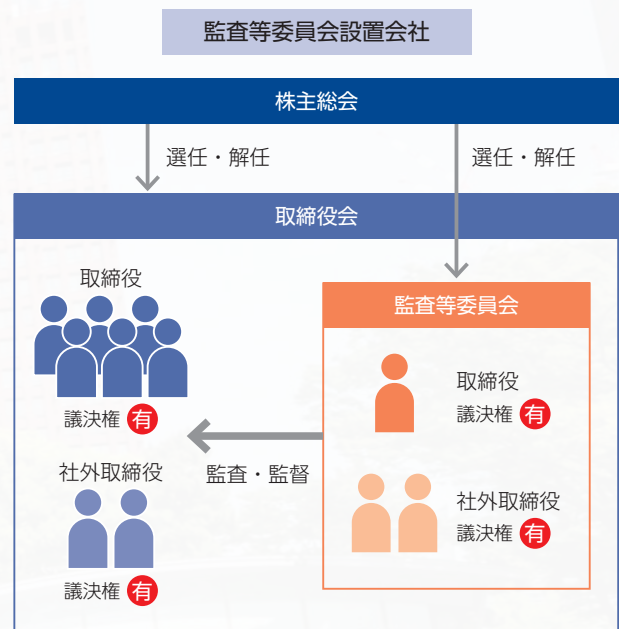 監査等委員会設置会社
株主総会
選任・解任
選任・解任
取締役会
取締役
議決権 有
社外取締役
議決権 有
監査・監督
監査等委員会
取締役
議決権 有
社外取締役
議決権 有